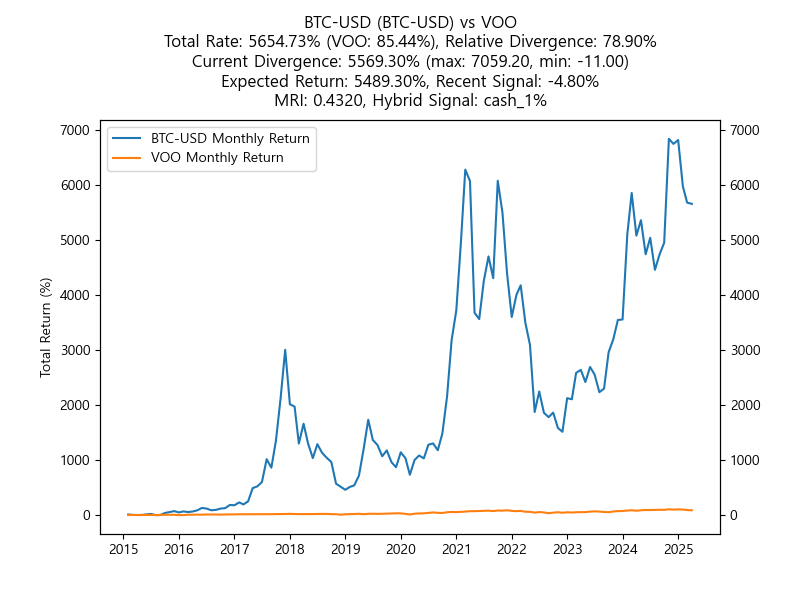 BTC-USD (BTC-USD) vs VOO
Total Rate: 5654.73% (VOO: 85.44%), Relative Divergence: 78.90%
Current Divergence: 5569.30% (max: 7059.20, min: -11.00)
Expected Return: 5489.30%, Recent Signal: -4.80%
MRI: 0.4320, Hybrid Signal: cash_1%
BTC-USD Monthly Return
VOO Monthly Return
Total Return (%)
7000 7000
6000 6000
5000 5000
4000 4000
3000 3000
2000 2000
1000 1000
0 0
2015 2016 2017 2018 2019 2020 2021 2022 2023 2024 2025